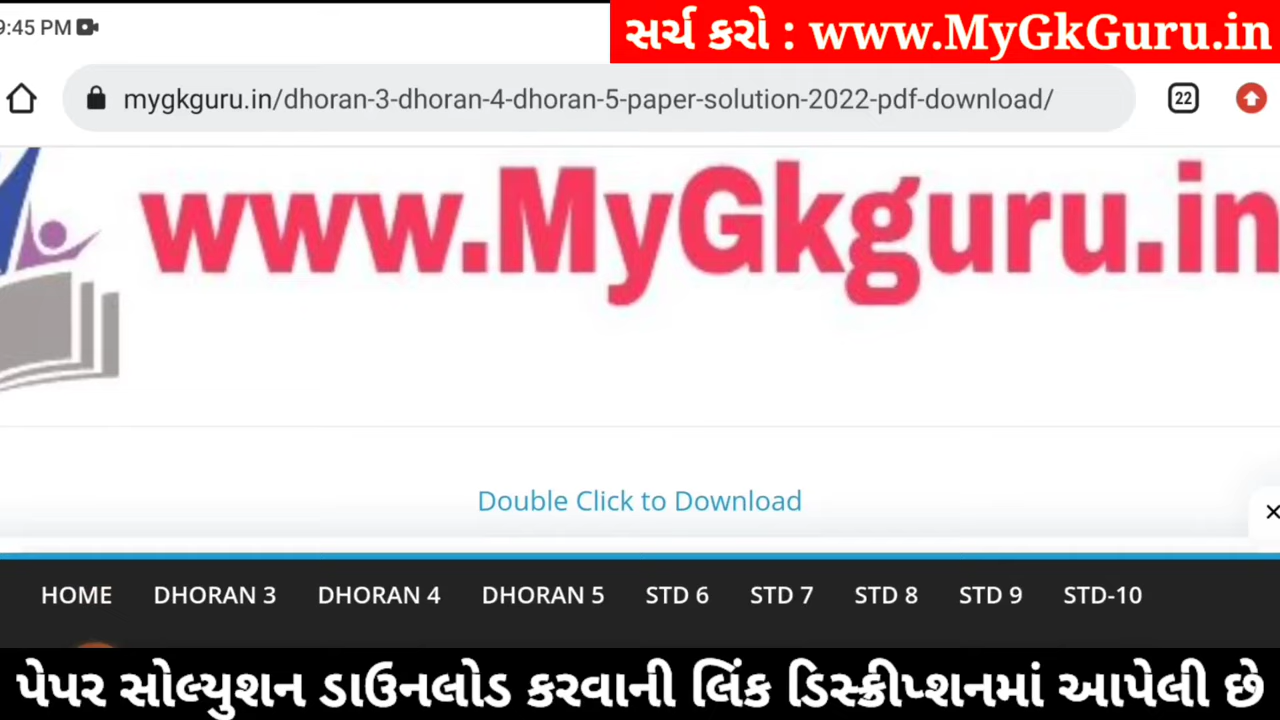 9:45 PM
સર્ચ કરો : www.MyGkGuru.in
mygkguru.in/dhoran-3-dhoran-4-dhoran-5-paper-solution-2022-pdf-download/
22
www.MyGkguru.in
Double Click to Download
HOME DHORAN 3 DHORAN 4 DHORAN 5 STD 6 STD 7 STD 8 STD 9 STD-10
પેપર સોલ્યુશન ડાઉનલોડ કરવાની લિંક ડિસ્ક્રીપ્શનમાં આપેલી છે